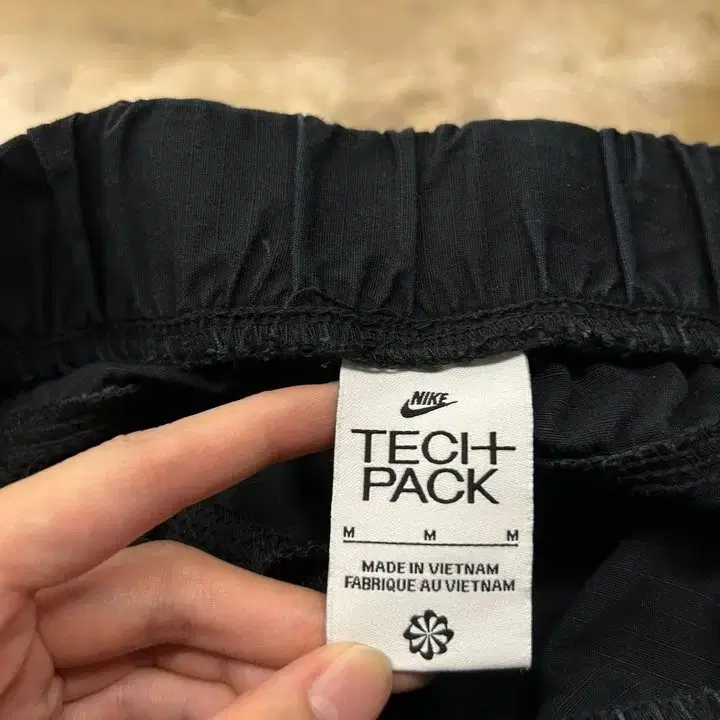 NIKE
TECH
PACK
M M M
MADE IN VIETNAM
FABRIQUE AU VIETNAM